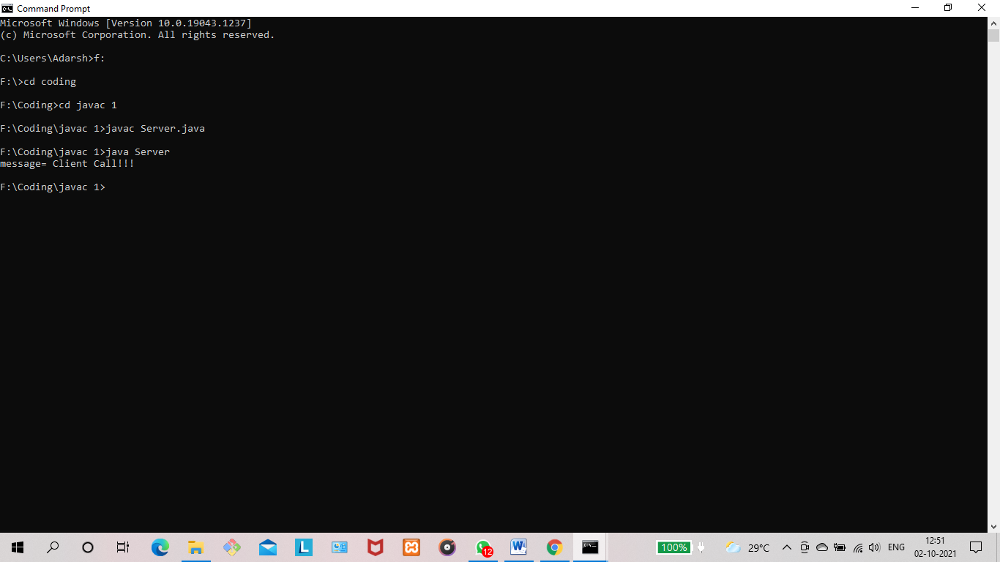 Command Prompt
Microsoft Windows [Version 10.0.19043.1237]
(c) Microsoft Corporation. All rights reserved.
C:\Users\Adarsh>f:
F:\>cd coding
F:\Coding>cd javac 1
F:\Coding\javac 1>javac Server.java
F:\Coding\javac 1>java Server
message= Client Call!!!
F:\Coding\javac 1>
L
12
W
100%
29°C
ENG
12:51
02-10-2021